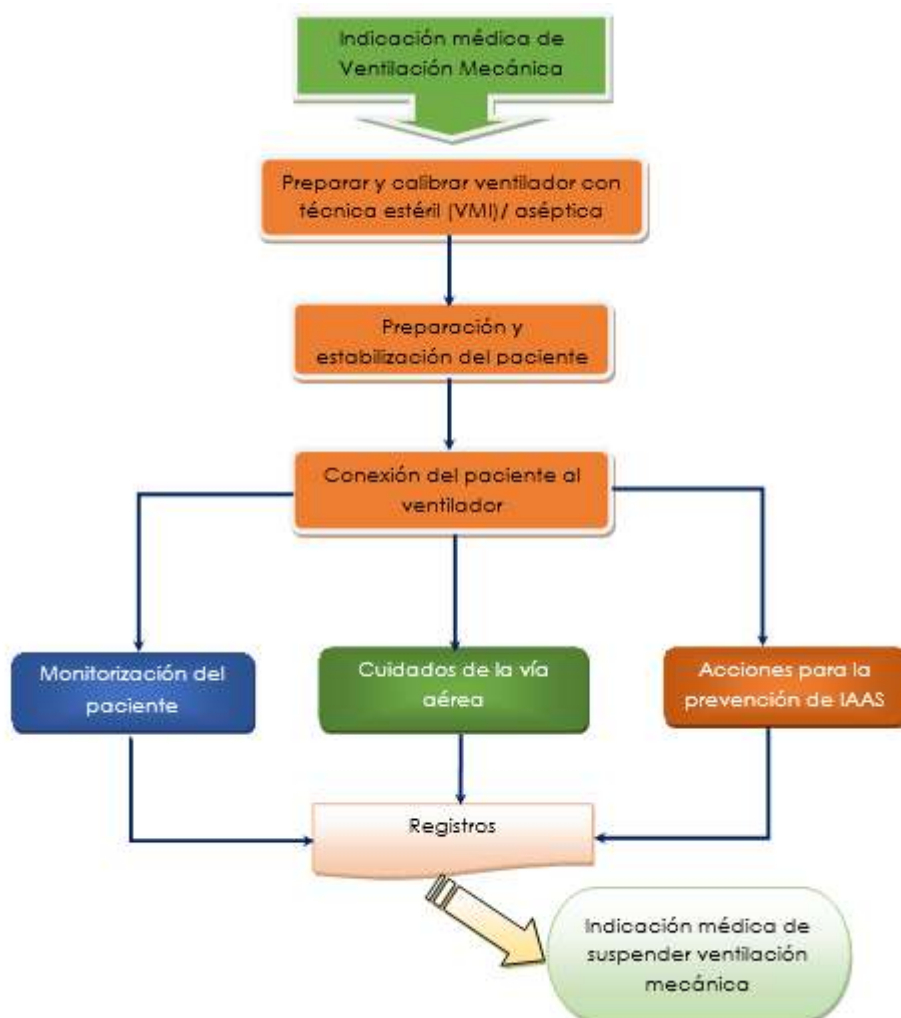 Indicación médica de
Ventilación Mecánica
Preparar y calibrar ventilador con
técnica estéril (VMI)/ aséptica
Preparación y
estabilización del paciente
Conexión del paciente al
ventilador
Monitorización del
paciente
Cuidados de la vía
aérea
Acciones para la
prevención de IAAS
Registros
Indicación médica de
suspender ventilación
mecánica